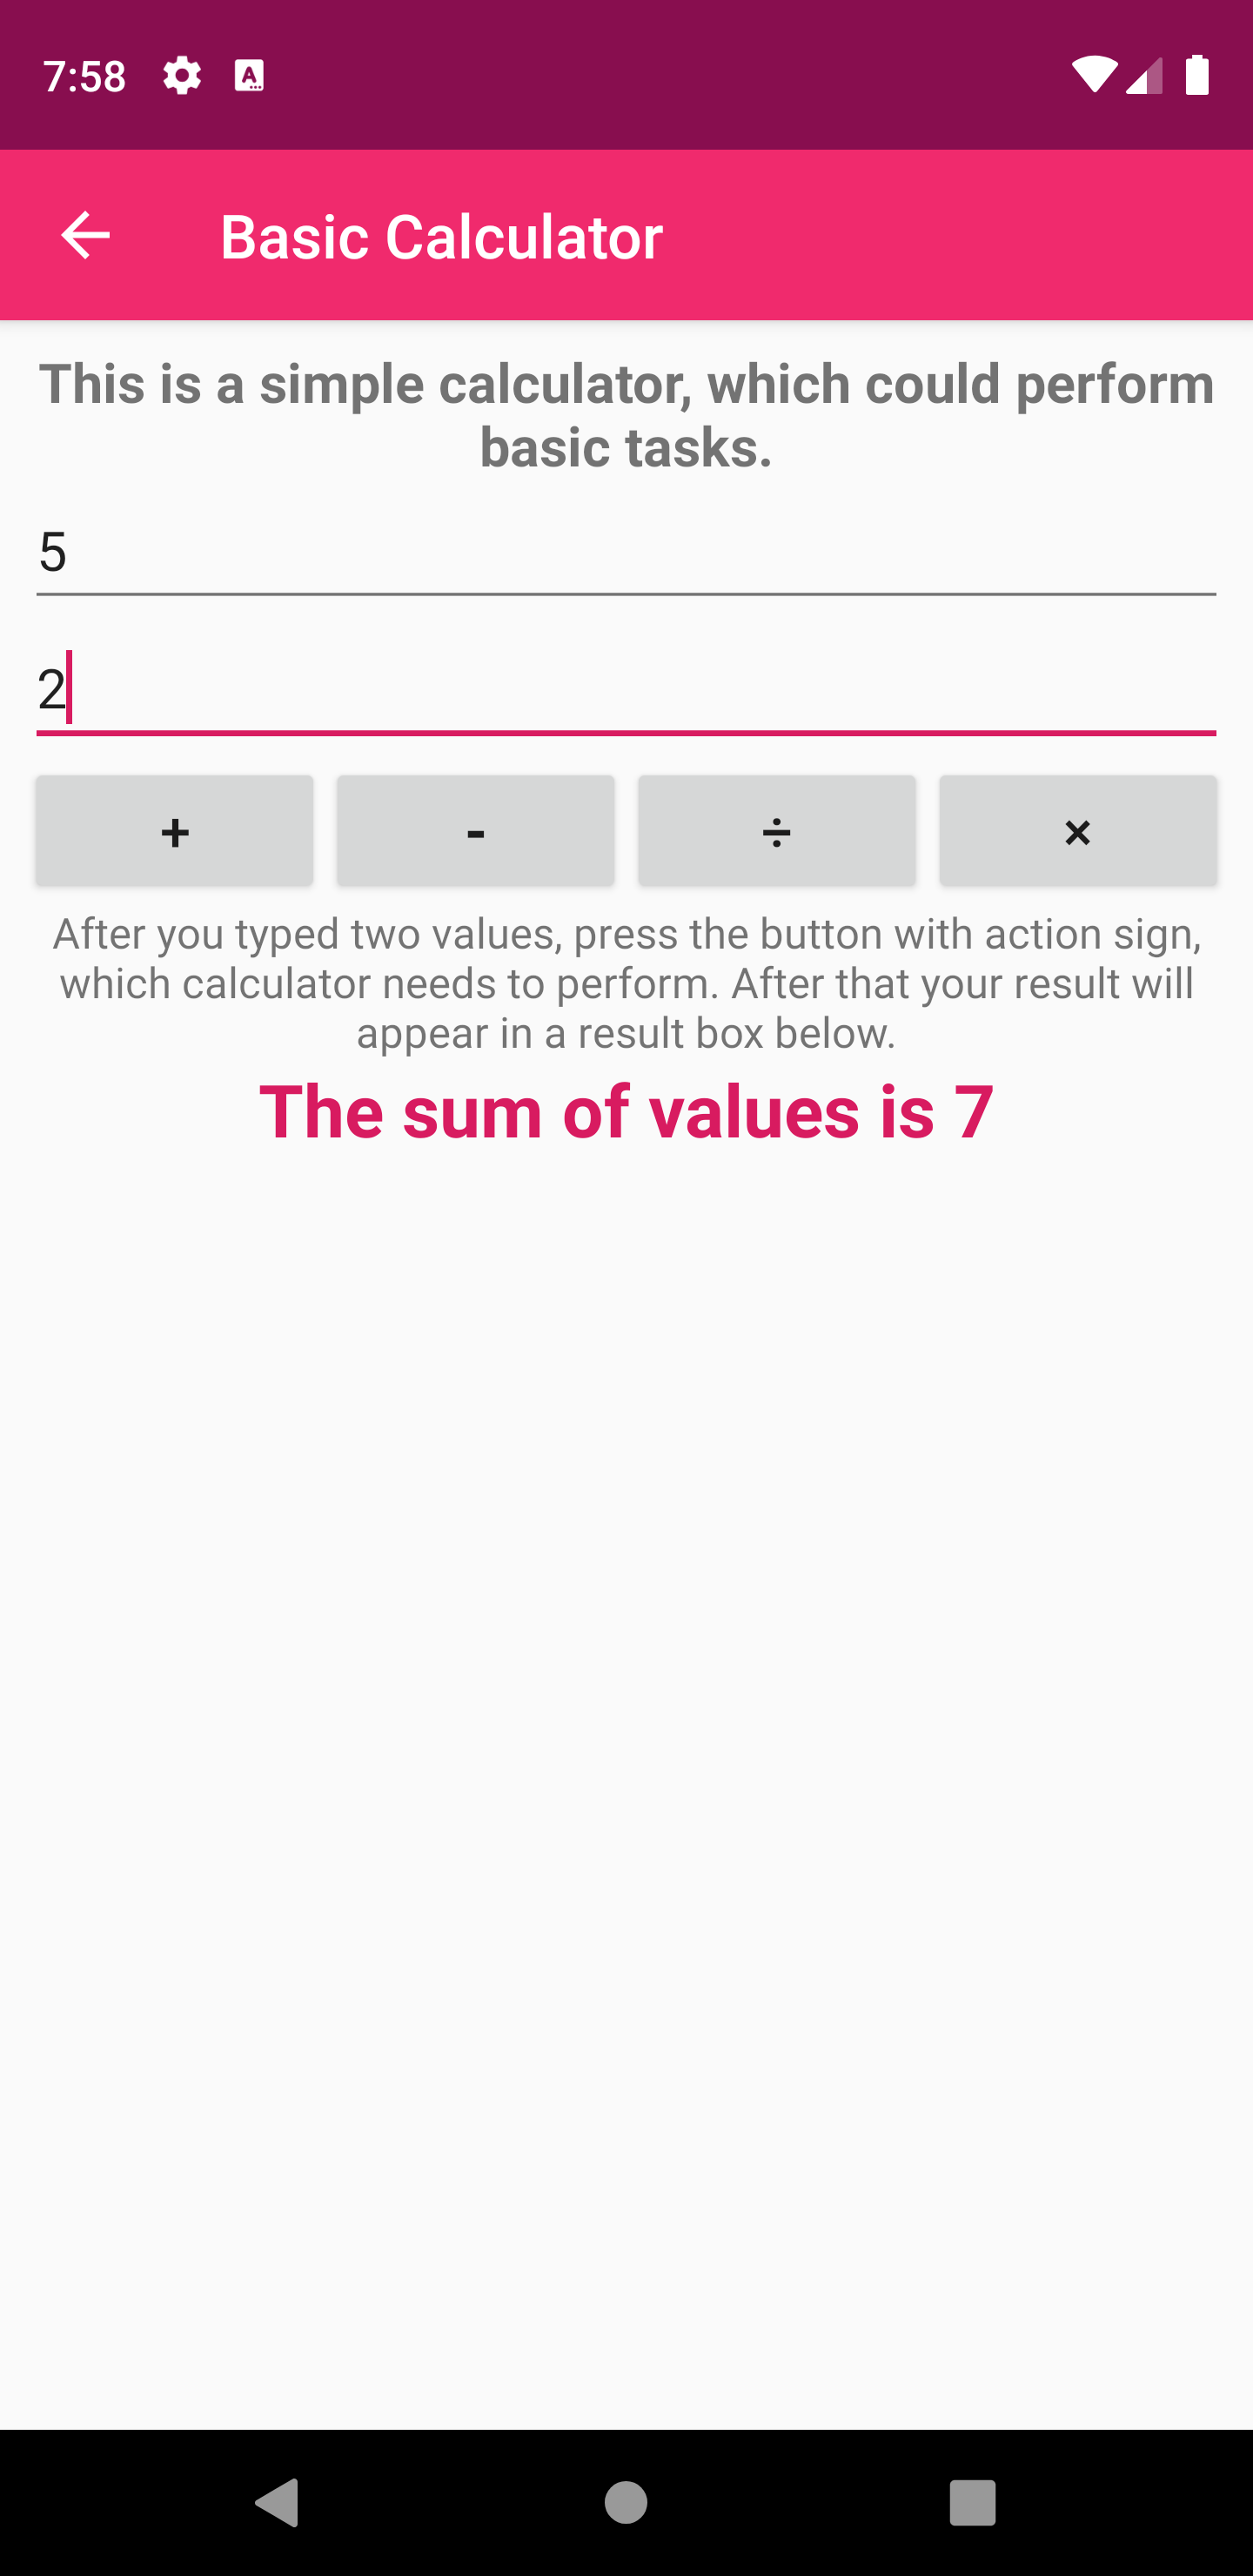 7:58
Basic Calculator
This is a simple calculator, which could perform
basic tasks.
5
2
+ - ÷ ×
After you typed two values, press the button with action sign,
which calculator needs to perform. After that your result will
appear in a result box below.
The sum of values is 7